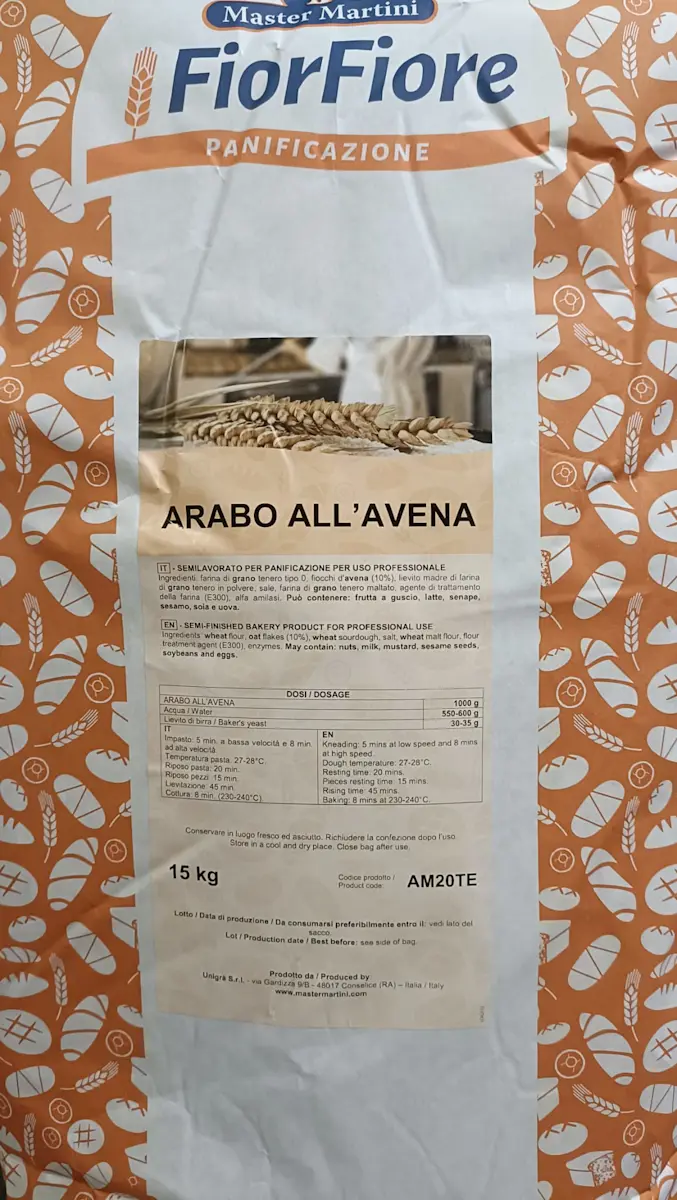 Master Martini
FiorFiore
PANIFICAZIONE
ARABO ALL'AVENA
IT - SEMILAVORATO PER PANIFICAZIONE PER USO PROFESSIONALE
Ingredienti: farina di grano tenero tipo 0, fiocchi d'avena (10%), lievito madre di farina
di grano tenero in polvere, sale, farina di grano tenero maltato, agente di trattamento
della farina (E300), alfa amilasi. Può contenere: frutta a guscio, latte, senape,
sesamo, soia e uova.
EN - SEMI-FINISHED BAKERY PRODUCT FOR PROFESSIONAL USE
Ingredients: wheat flour, oat flakes (10%), wheat sourdough, salt, wheat malt flour, flour
treatment agent (E300), enzymes. May contain: nuts, milk, mustard, sesame seeds,
soybeans and eggs.
DOSI / DOSAGE
ARABO ALL'AVENA 1000 g
Acqua / Water 550-600 g
Lievito di birra / Baker's yeast 30-35 g
IT
Impasto: 5 min. a bassa velocità e 8 min.
ad alta velocità
Temperatura pasta: 27-28°C.
Riposo pasta: 20 min.
Riposo pezzi: 15 min.
Lievitazione: 45 min.
Cottura: 8 min. (230-240°C).
EN
Kneading: 5 mins at low speed and 8 mins
at high speed.
Dough temperature: 27-28°C.
Resting time: 20 mins.
Pieces resting time: 15 mins.
Rising time: 45 mins.
Baking: 8 mins at 230-240°C.
Conservare in luogo fresco ed asciutto. Richiudere la confezione dopo l'uso.
Store in a cool and dry place. Close bag after use.
15 kg
Codice prodotto /
Product code:
AM20TE
Lotto / Data di produzione / Da consumarsi preferibilmente entro il: vedi lato del
sacco.
Lot / Production date / Best before: see side of bag.
Prodotto da / Produced by:
Unigrà S.r.l. - via Gardizza 9/B - 48017 Conselice (RA) – Italia / Italy
www.mastermartini.com